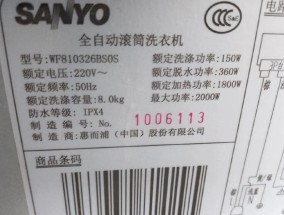 SANYO
全自动滚筒洗衣机
型号：WF810326BS0S
额定电压：220V～
额定频率：50Hz
额定洗涤容量：8.0kg
防水等级：IPX4
额定洗涤功率：150W
额定脱水功率：360W
额定加热功率：1800W
最大功率：2000W
制造编号：No. 1006113
制造商：惠而浦（中国）股份有限公司
商品条码
电路